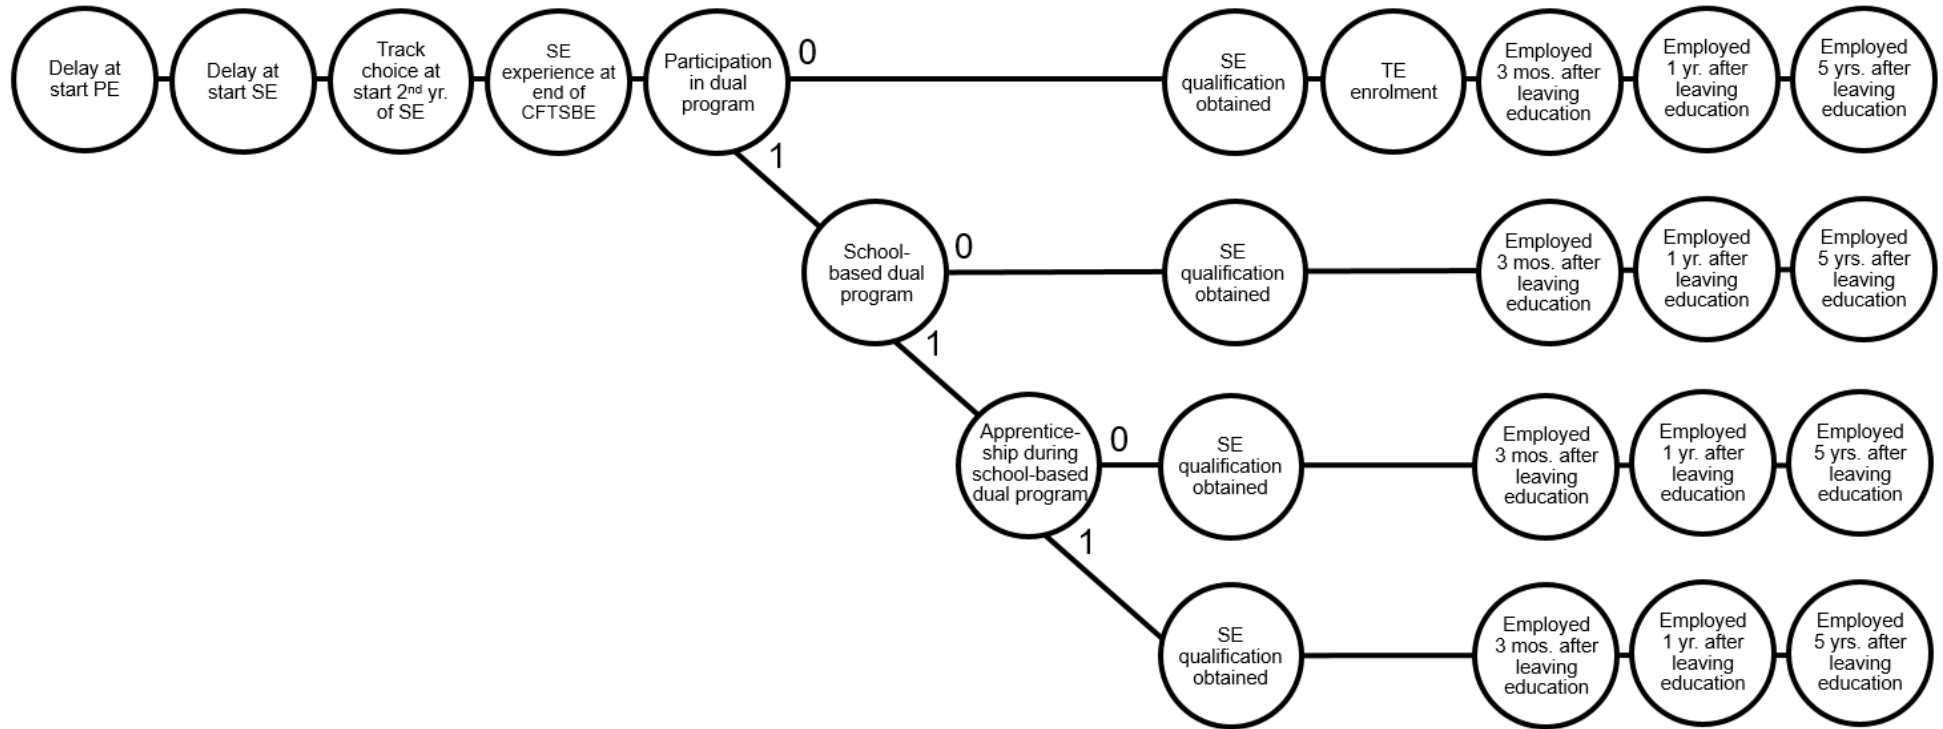 Delay at
start PE
Delay at
start SE
Track
choice at
start 2nd yr.
of SE
SE
experience at
end of
CFTSBE
Participation
in dual
program
0
SE
qualification
obtained
TE
enrolment
Employed
3 mos. after
leaving
education
Employed
1 yr. after
leaving
education
Employed
5 yrs. after
leaving
education
1
School-
based dual
program
0
SE
qualification
obtained
Employed
3 mos. after
leaving
education
Employed
1 yr. after
leaving
education
Employed
5 yrs. after
leaving
education
1
Apprentice-
ship during
school-based
dual program
0
SE
qualification
obtained
Employed
3 mos. after
leaving
education
Employed
1 yr. after
leaving
education
Employed
5 yrs. after
leaving
education
1
SE
qualification
obtained
Employed
3 mos. after
leaving
education
Employed
1 yr. after
leaving
education
Employed
5 yrs. after
leaving
education